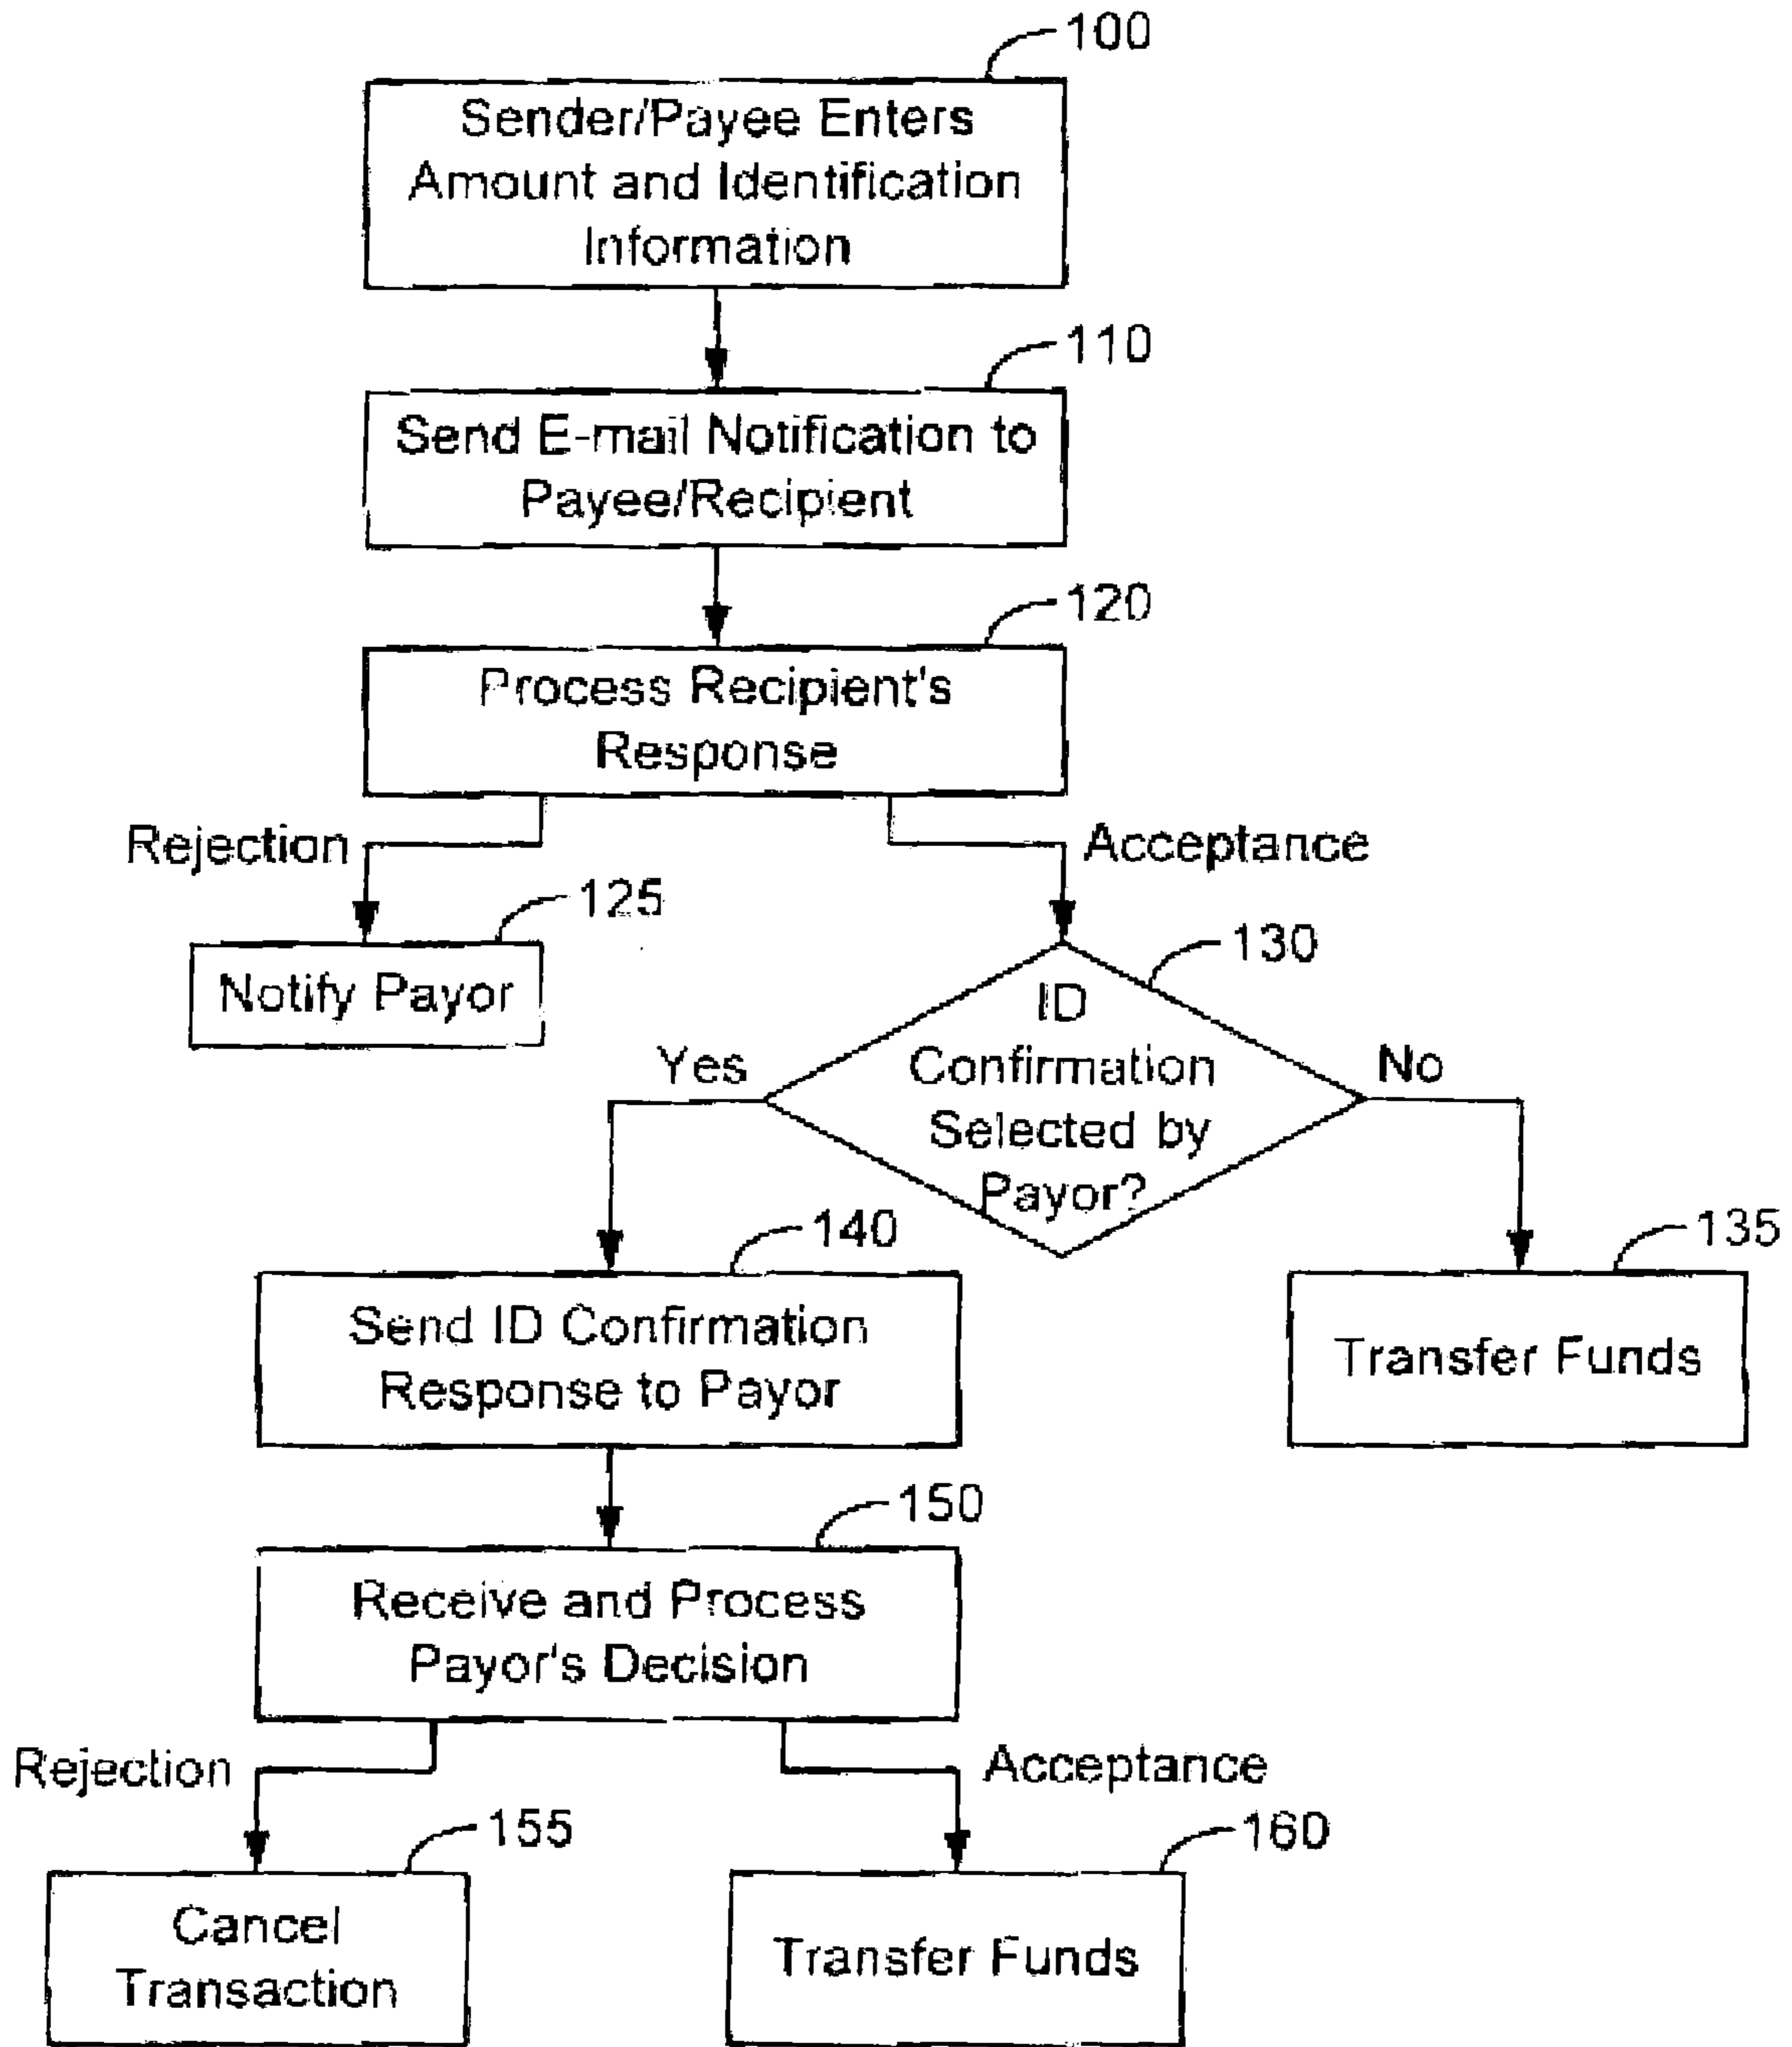 100
Sender/Payee Enters
Amount and Identification
Information
110
Send E-mail Notification to
Payee/Recipient
120
Process Recipient's
Response
Rejection
Acceptance
125
Notify Payor
130
ID
Confirmation
Selected by
Payor?
Yes
No
140
Send ID Confirmation
Response to Payor
135
Transfer Funds
150
Receive and Process
Payor's Decision
Rejection
Acceptance
155
Cancel
Transaction
160
Transfer Funds